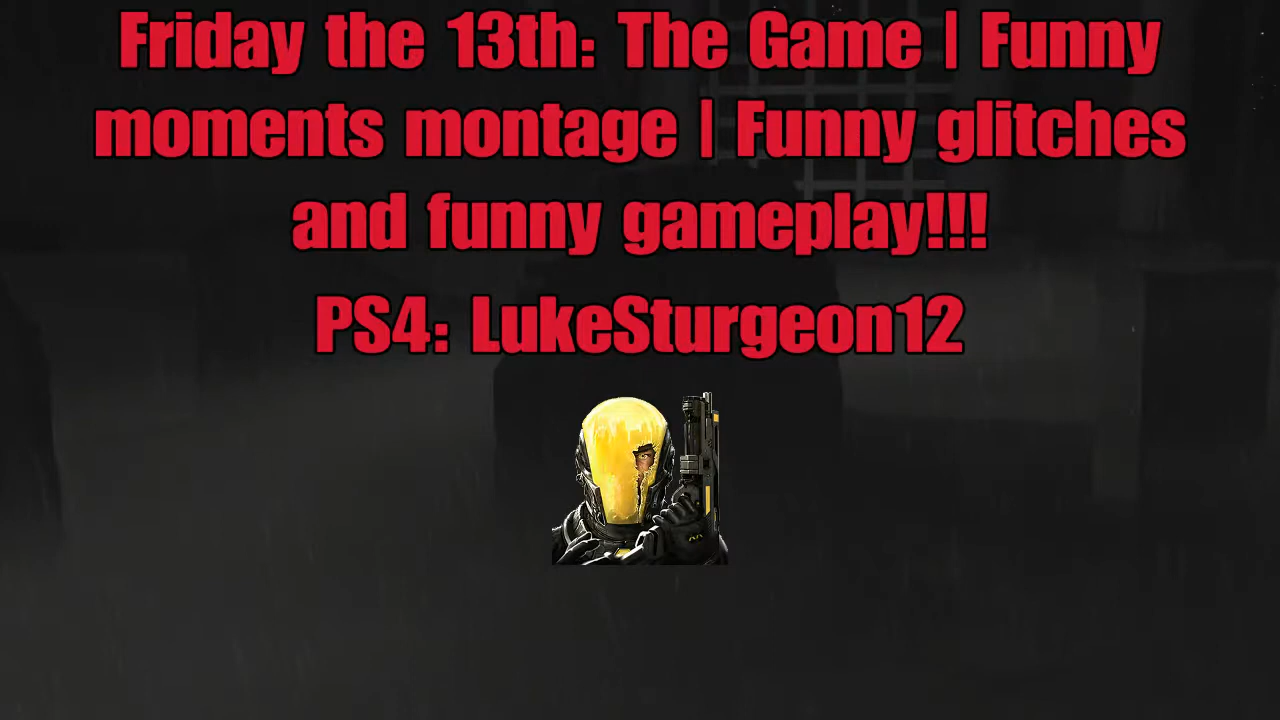 Friday the 13th: The Game | Funny
moments montage | Funny glitches
and funny gameplay!!!
PS4: LukeSturgeon12